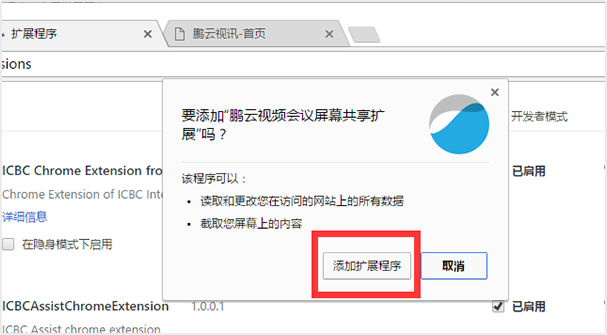 扩展程序
鹏云视讯-首页
sions
要添加“鹏云视频会议屏幕共享扩
展”吗？
开发者模式
ICBC Chrome Extension fro
已启用
Chrome Extension of ICBC Inte
该程序可以：
详细信息
读取和更改您在访问的网站上的所有数据
截取您屏幕上的内容
在隐身模式下启用
添加扩展程序
取消
ICBCAssistChromeExtension
1.0.0.1
已启用
ICBC Assist chrome extension